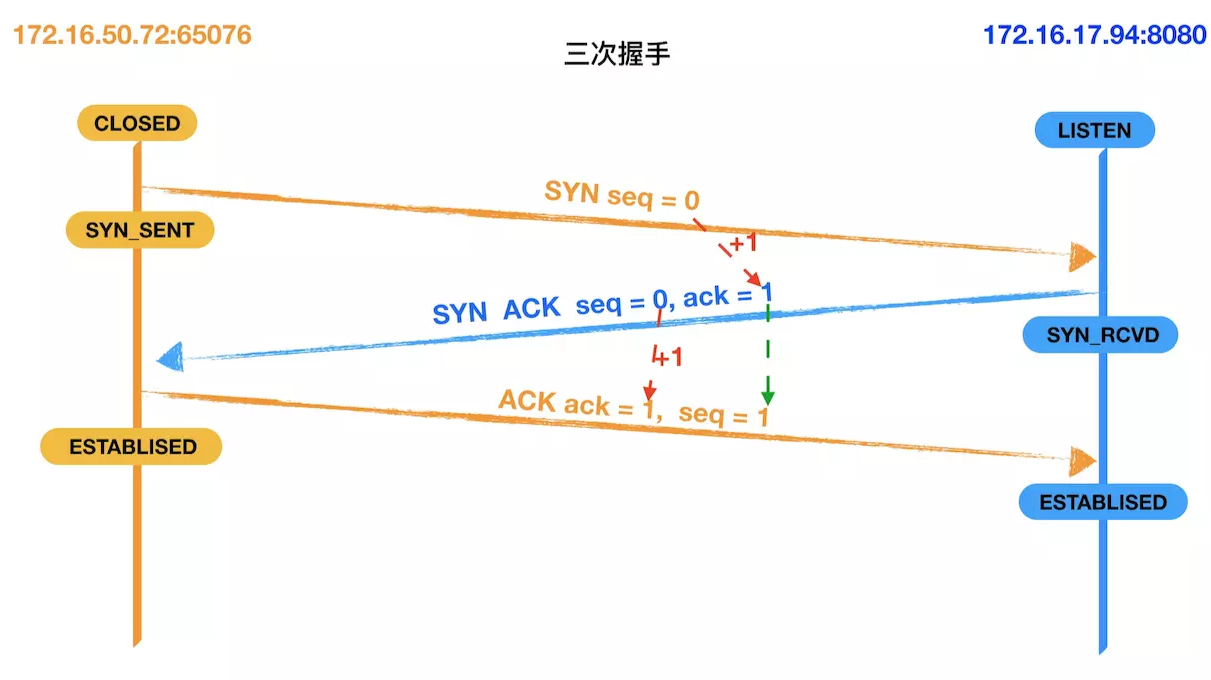 172.16.50.72:65076
172.16.17.94:8080
三次握手
CLOSED
LISTEN
SYN seq = 0
SYN_SENT
+1
SYN ACK seq = 0, ack = 1
SYN_RCVD
+1
ACK ack = 1, seq = 1
ESTABLISED
ESTABLISED